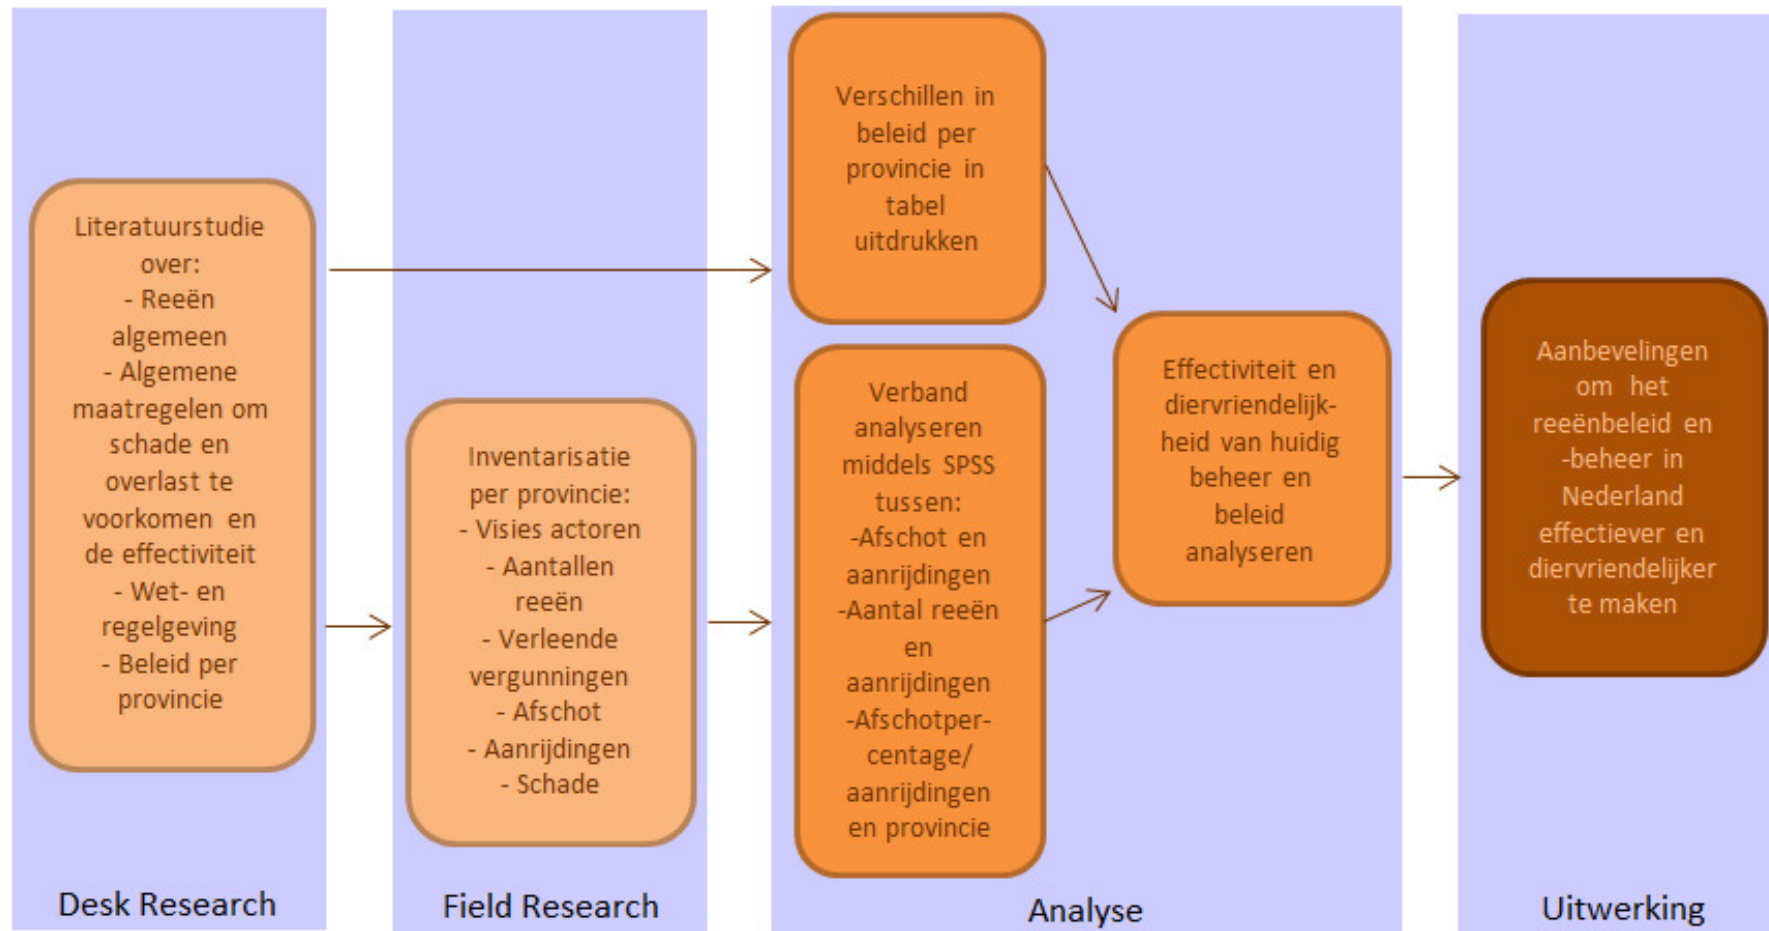 Literatuurstudie
over:
- Reeën
algemeen
- Algemene
maatregelen om
schade en
overlast te
voorkomen en
de effectiviteit
- Wet- en
regelgeving
- Beleid per
provincie
Desk Research
Inventarisatie
per provincie:
- Visies actoren
- Aantallen
reeën
- Verleende
vergunningen
- Afschot
- Aanrijdingen
- Schade
Field Research
Verschillen in
beleid per
provincie in
tabel
uitdrukken
Verband
analyseren
middels SPSS
tussen:
-Afschot en
aanrijdingen
-Aantal reeën
en
aanrijdingen
-Afschotper-
centage/
aanrijdingen
en provincie
Effectiviteit en
diervriendelijk-
heid van huidig
beheer en
beleid
analyseren
Analyse
Aanbevelingen
om het
reeënbeleid en
-beheer in
Nederland
effectiever en
diervriendelijker
te maken
Uitwerking